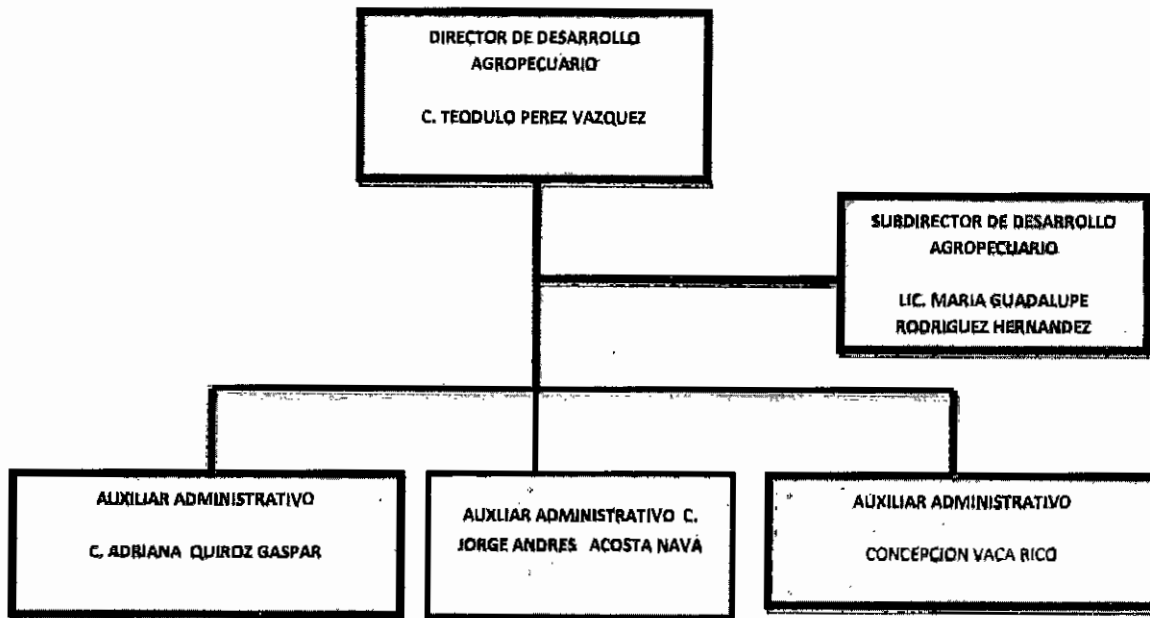 DIRECTOR DE DESARROLLO
AGROPECUARIO
C. TEODULO PEREZ VAZQUEZ
SUBDIRECTOR DE DESARROLLO
AGROPECUARIO
LIC. MARIA GUADALUPE
RODRIGUEZ HERNANDEZ
AUXILIAR ADMINISTRATIVO
C. ADRIANA QUIROZ GASPAR
AUXLIAR ADMINISTRATIVO C.
JORGE ANDRES ACOSTA NAVA
AUXILIAR ADMINISTRATIVO
CONCEPCION VACA RICO